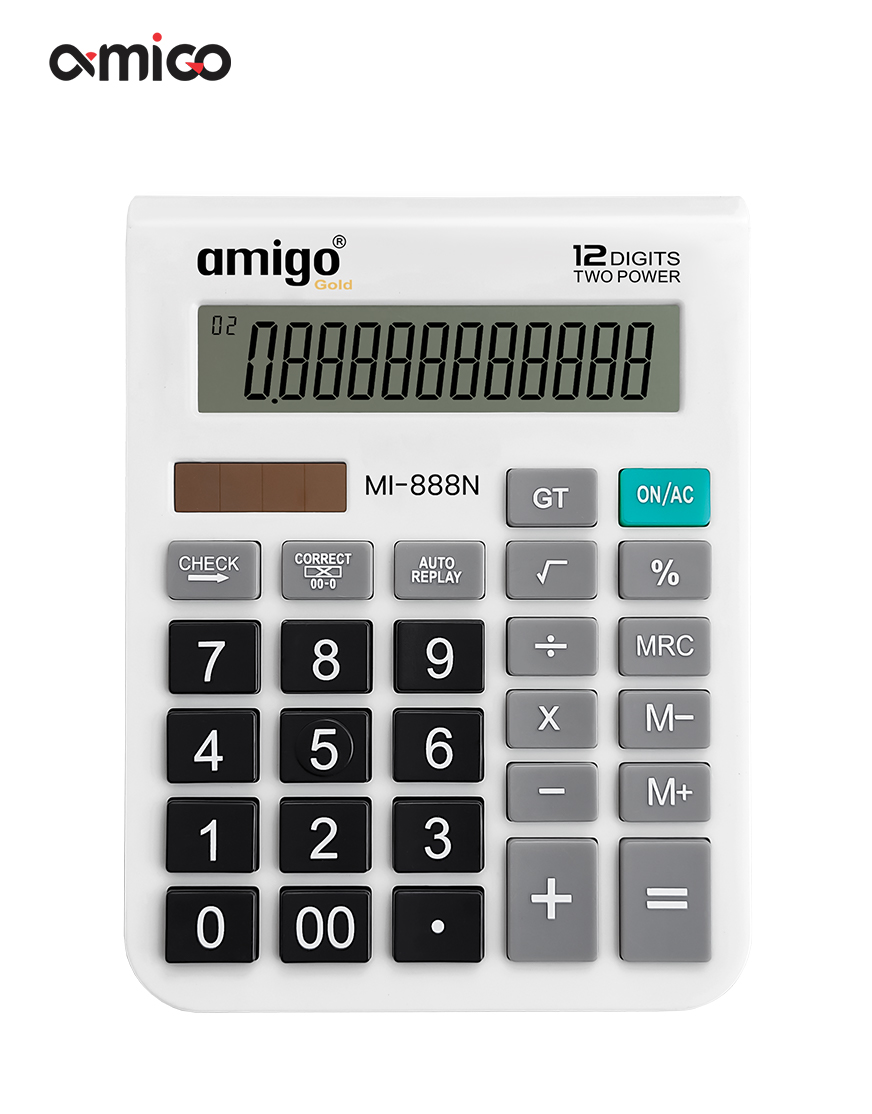 amiGO
amigo®
Gold
12 DIGITS
TWO POWER
02
0.88888888888
MI-888N
GT
ON/AC
CHECK
CORRECT
00-0
AUTO
REPLAY
√
%
7
8
9
÷
MRC
4
5
6
X
M−
1
2
3
−
M+
0
00
.
+
=